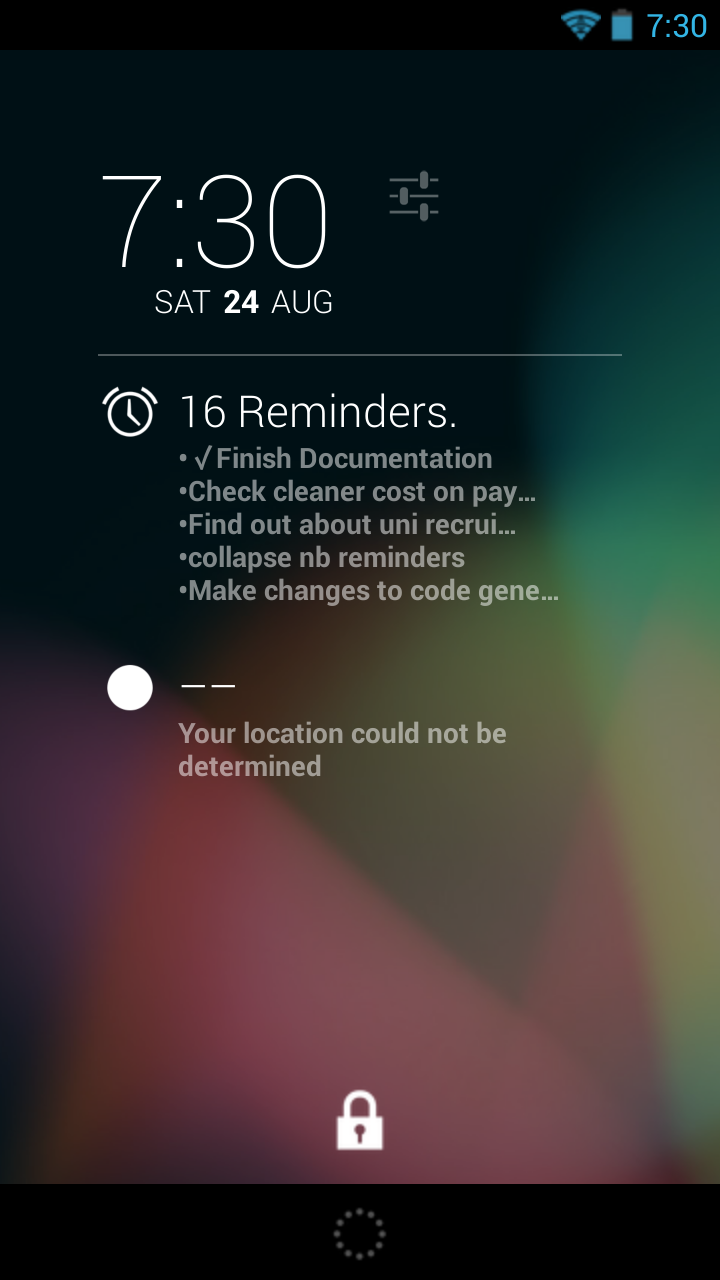 7:30
7:30
SAT 24 AUG
16 Reminders.
• √ Finish Documentation
•Check cleaner cost on pay…
•Find out about uni recrui…
•collapse nb reminders
•Make changes to code gene…
——
Your location could not be
determined